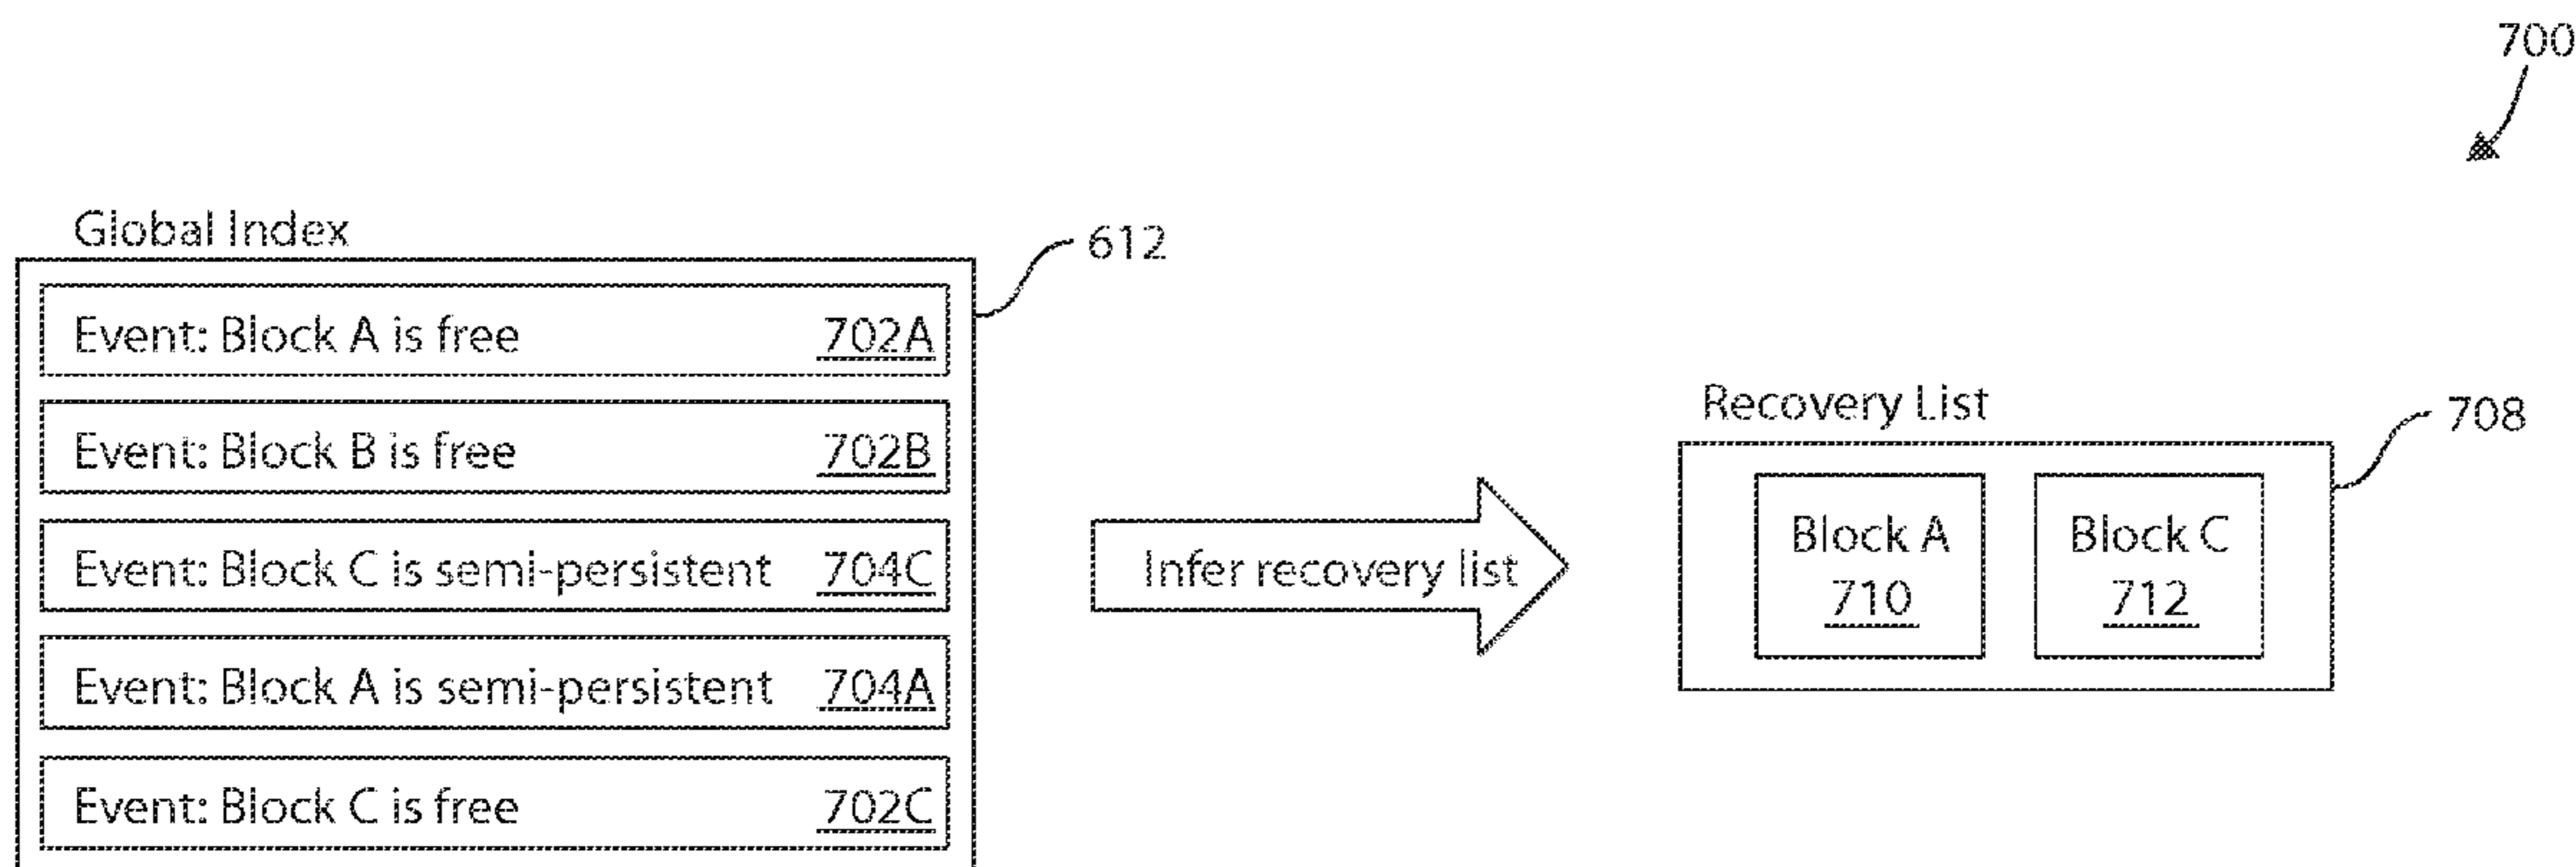 700
Global Index
612
Event: Block A is free 702A
Event: Block B is free 702B
Event: Block C is semi-persistent 704C
Event: Block A is semi-persistent 704A
Event: Block C is free 702C
Infer recovery list
Recovery List
708
Block A
710
Block C
712